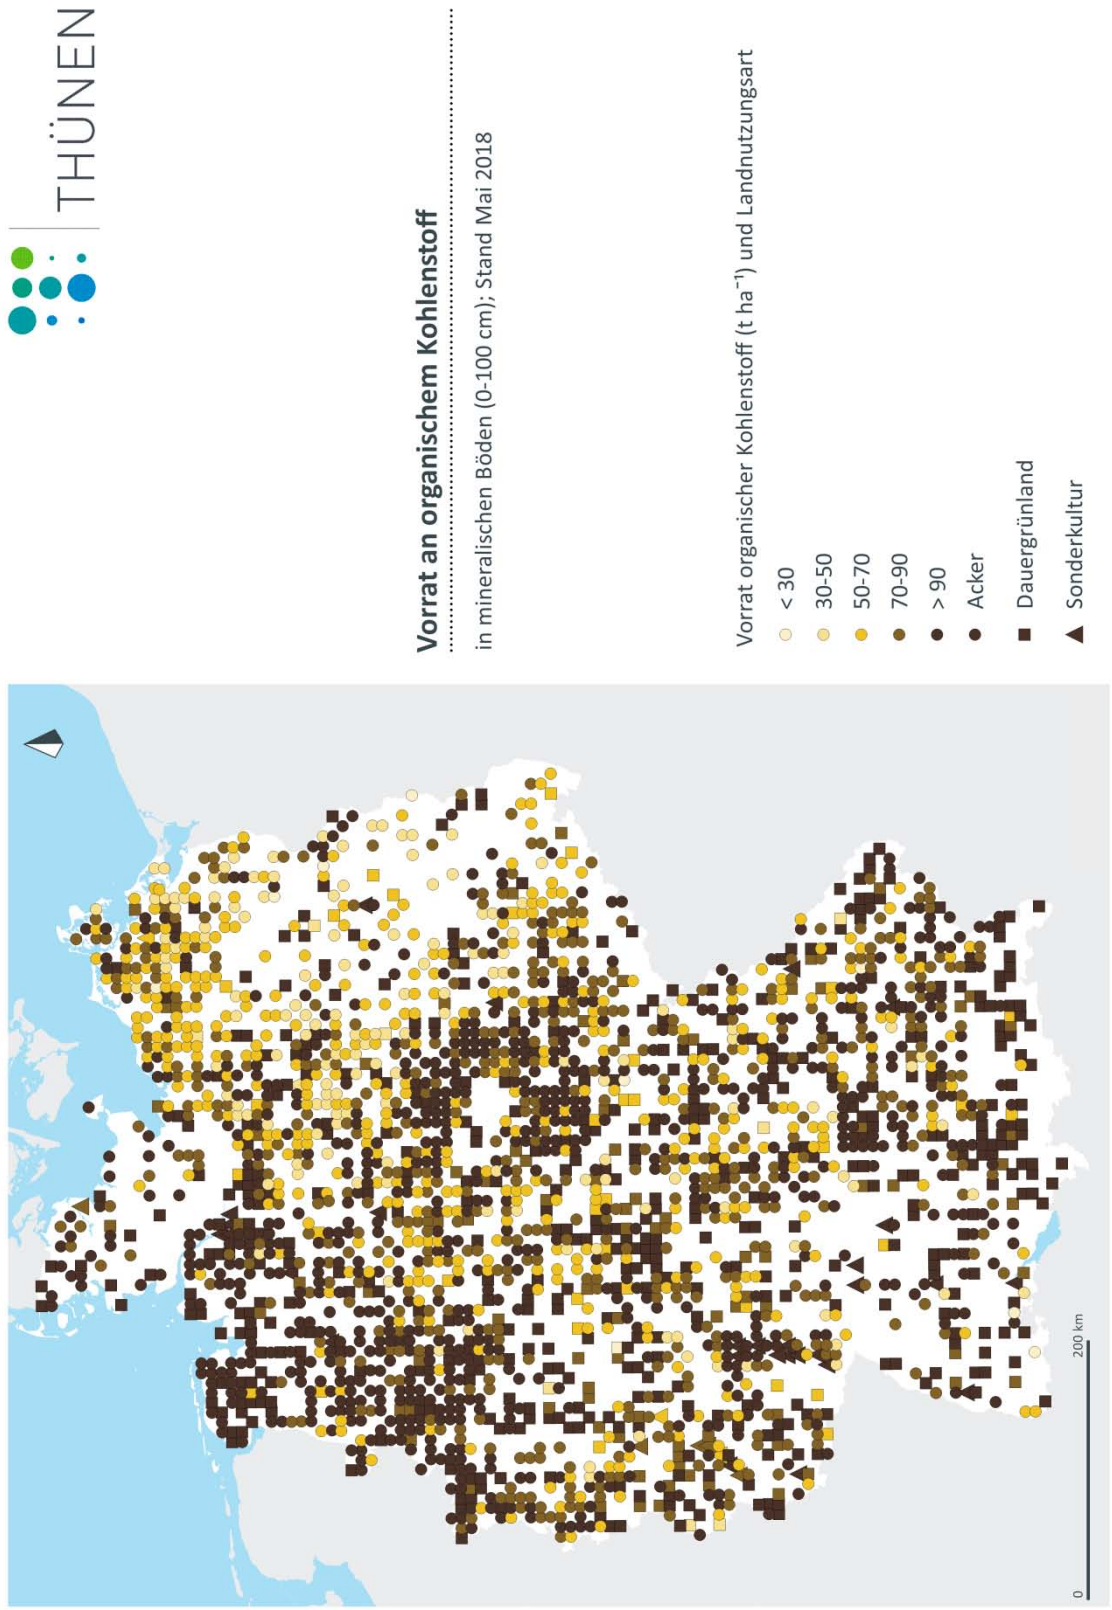 THÜNEN
Vorrat an organischem Kohlenstoff
in mineralischen Böden (0-100 cm); Stand Mai 2018
Vorrat organischer Kohlenstoff (t ha⁻¹) und Landnutzungsart
< 30
30-50
50-70
70-90
> 90
Acker
Dauergrünland
Sonderkultur
0
200 km